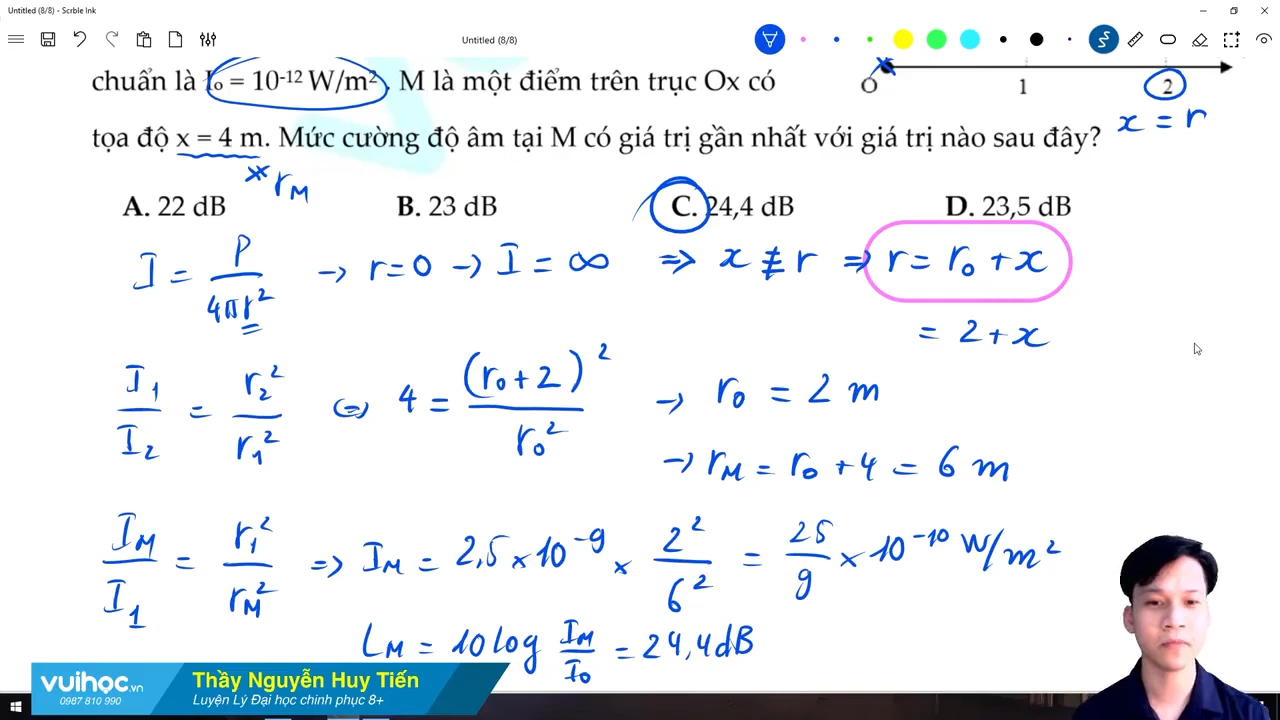 Untitled (8/8) - Scrble Ink
Untitled (8/8)
chuẩn là I₀ = 10⁻¹² W/m². M là một điểm trên trục Ox có
O 1 2
x = r
tọa độ x = 4 m. Mức cường độ âm tại M có giá trị gần nhất với giá trị nào sau đây?
* r_M
A. 22 dB B. 23 dB C. 24,4 dB D. 23,5 dB
I = P / 4πr² → r = 0 → I = ∞ ⇒ x ≢ r ⇒ r = r₀ + x
= 2 + x
I₁ / I₂ = r₂² / r₁² ⇔ 4 = (r₀ + 2)² / r₀² → r₀ = 2 m
→ r_M = r₀ + 4 = 6 m
I_M / I₁ = r₁² / r_M² ⇒ I_M = 2,5 × 10⁻⁹ × 2² / 6² = 25 / 9 × 10⁻¹⁰ W/m²
L_M = 10 log I_M / I₀ = 24,4 dB
vuihọc.vn
0987 810 990
Thầy Nguyễn Huy Tiến
Luyện Lý Đại học chinh phục 8+